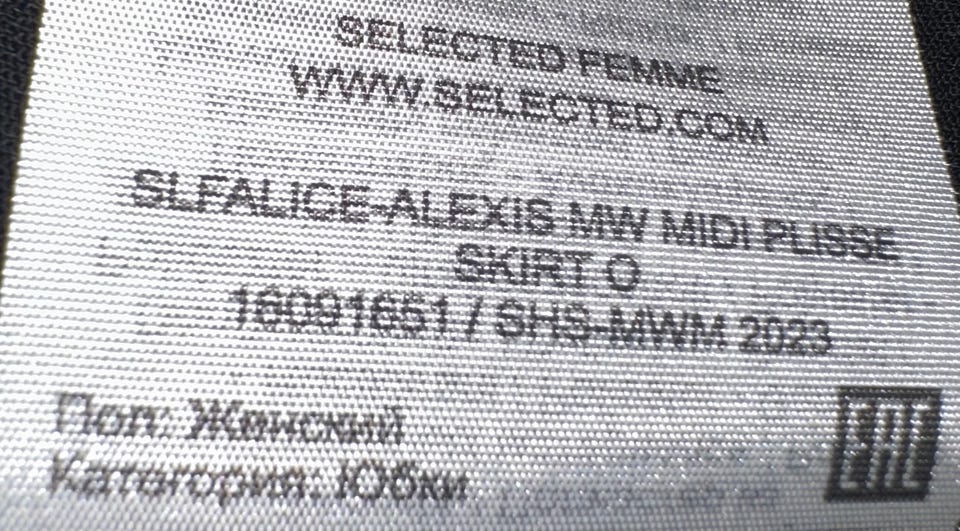 SELECTED FEMME
WWW.SELECTED.COM
SLFALICE-ALEXIS MW MIDI PLISSE
SKIRT O
16091651 / SHS-MWM 2023
Пол: Женский
Категория: Юбки
EAC